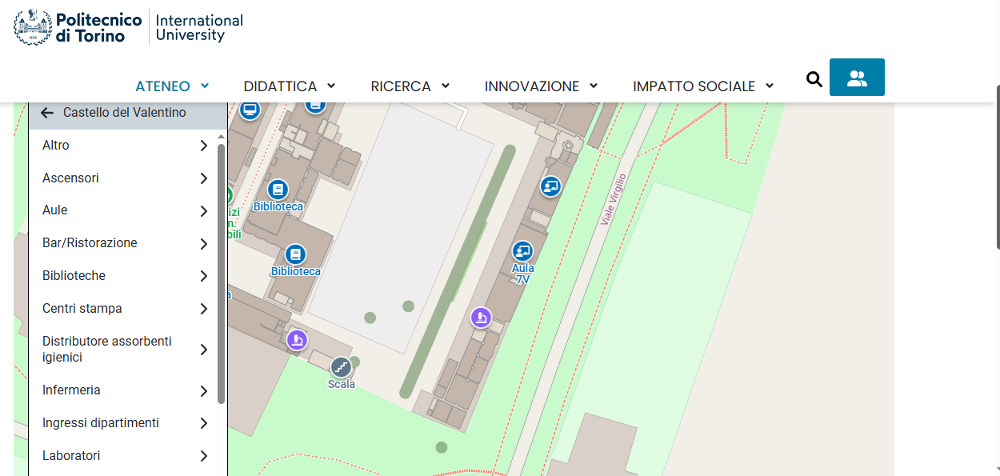 Politecnico
di Torino
International
University
1859
ATENEO
DIDATTICA
RICERCA
INNOVAZIONE
IMPATTO SOCIALE
Castello del Valentino
Altro
Ascensori
Aule
Bar/Ristorazione
Biblioteche
Centri stampa
Distributore assorbenti
igienici
Infermeria
Ingressi dipartimenti
Laboratori
Biblioteca
izi
n.
bili
Biblioteca
a
Scala
Aula
7V
Viale Virgilio